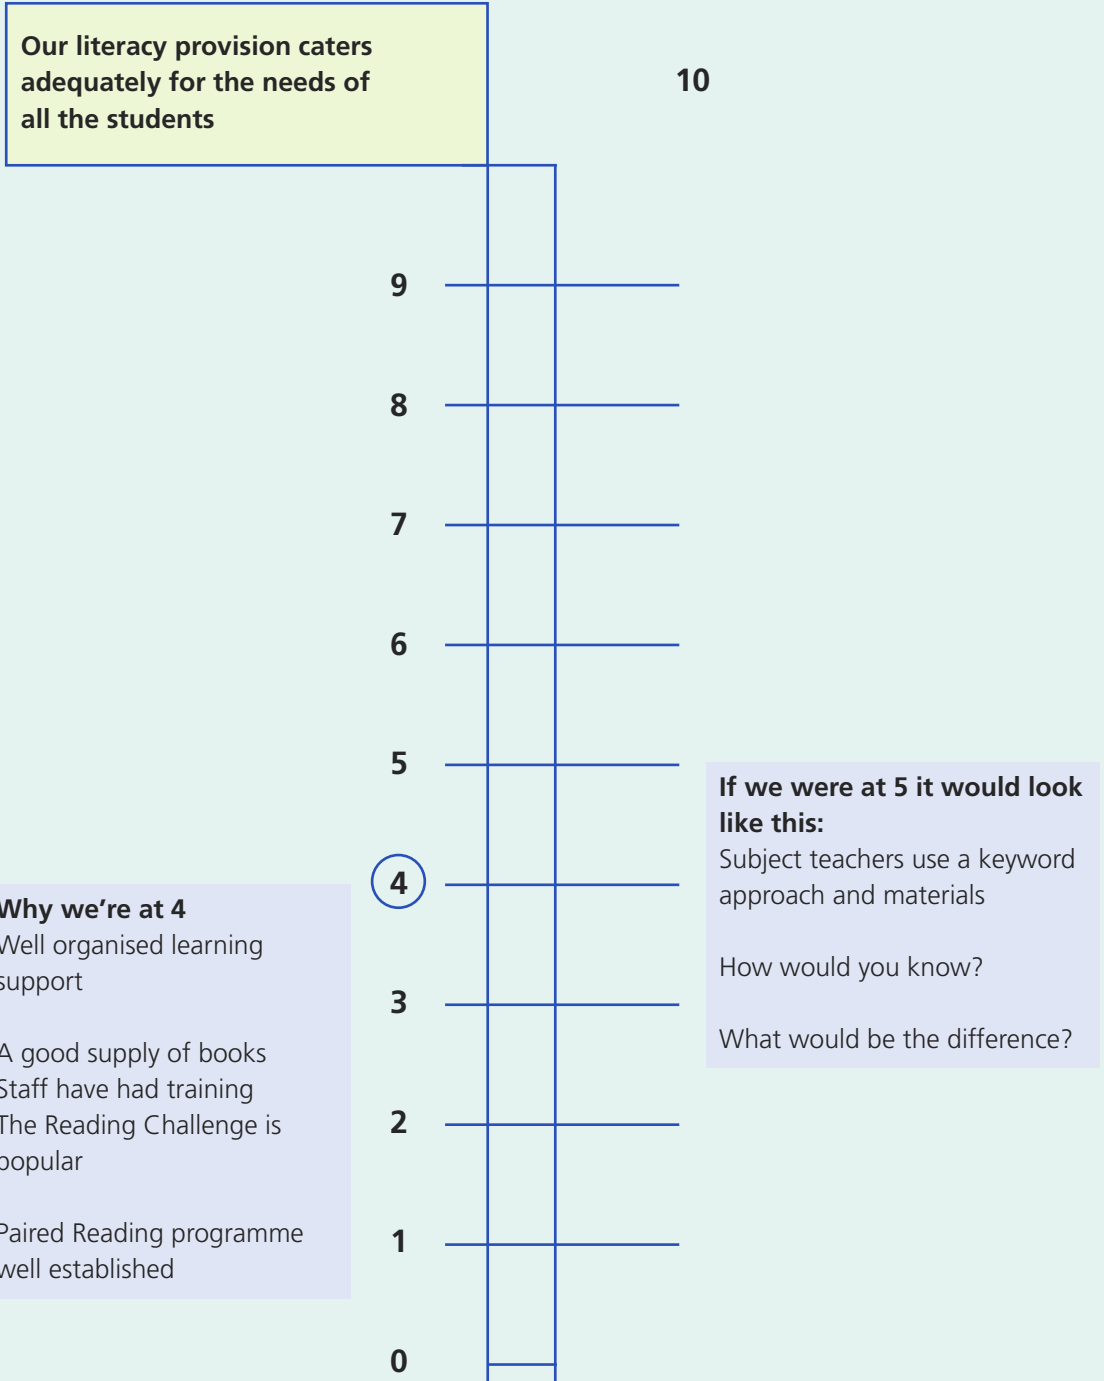 Our literacy provision caters
adequately for the needs of
all the students
10
9
8
7
6
5
If we were at 5 it would look
like this:
Subject teachers use a keyword
approach and materials
How would you know?
What would be the difference?
4
Why we're at 4
Well organised learning
support
A good supply of books
Staff have had training
The Reading Challenge is
popular
Paired Reading programme
well established
3
2
1
0